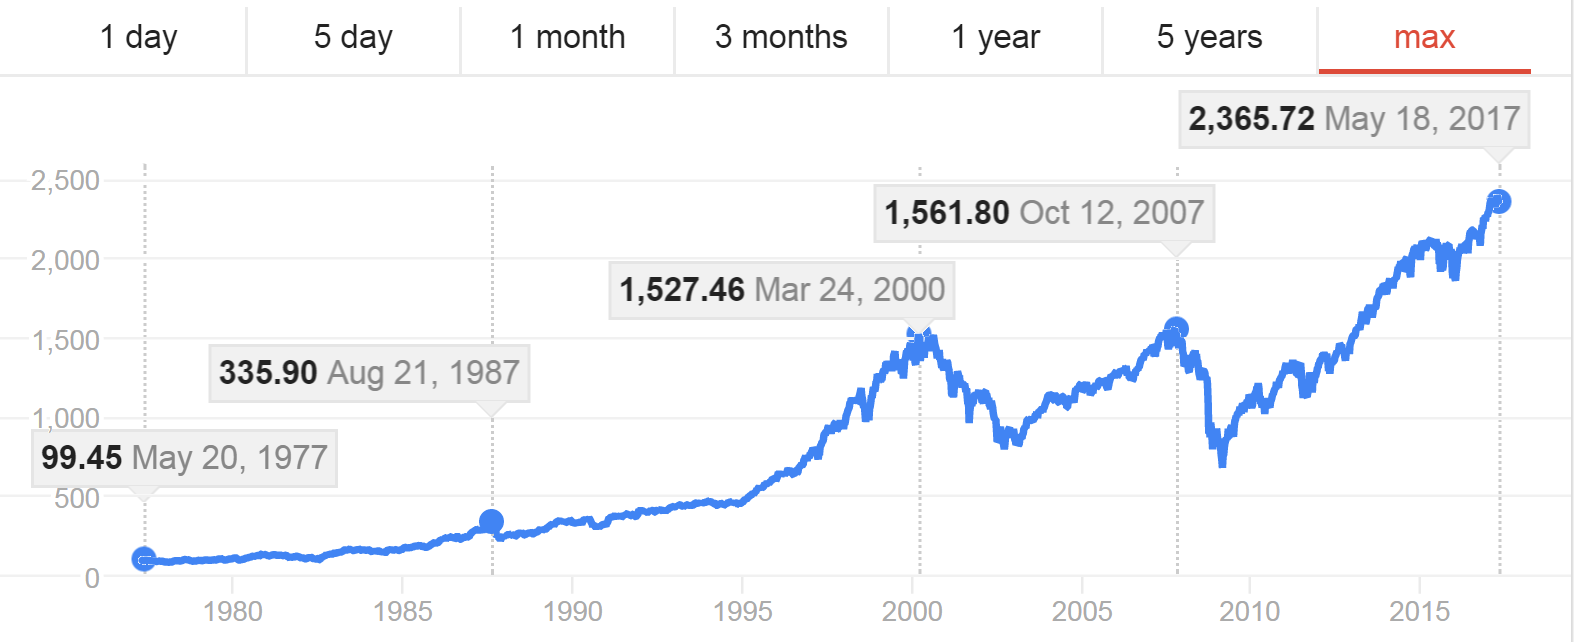 1 day 5 day 1 month 3 months 1 year 5 years max
2,365.72 May 18, 2017
2,500
1,561.80 Oct 12, 2007
2,000
1,527.46 Mar 24, 2000
1,500
335.90 Aug 21, 1987
1,000
99.45 May 20, 1977
500
0
1980 1985 1990 1995 2000 2005 2010 2015